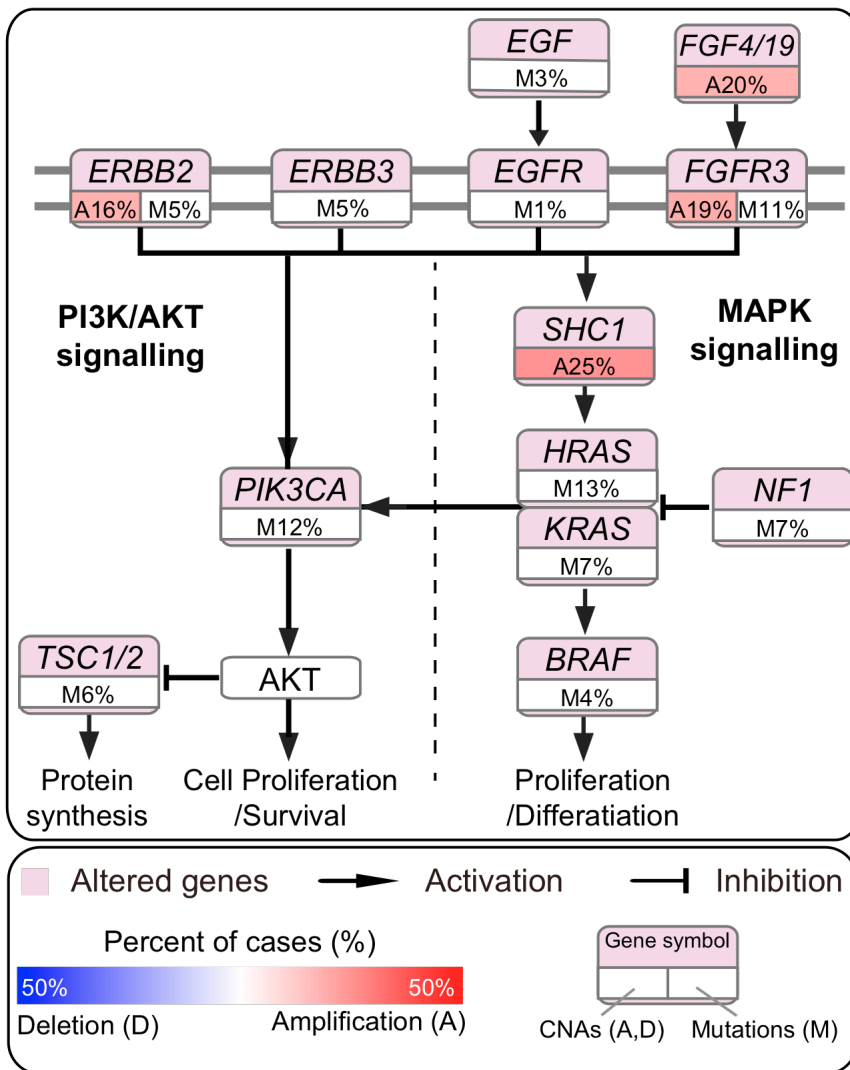 EGF
M3%
FGF4/19
A20%
ERBB2
A16% M5%
ERBB3
M5%
EGFR
M1%
FGFR3
A19% M11%
PI3K/AKT
signalling
MAPK
signalling
SHC1
A25%
HRAS
M13%
KRAS
M7%
NF1
M7%
PIK3CA
M12%
TSC1/2
M6%
AKT
BRAF
M4%
Protein
synthesis
Cell Proliferation
/Survival
Proliferation
/Differatiation
Altered genes
Activation
Inhibition
Percent of cases (%)
50% 50%
Deletion (D)
Amplification (A)
Gene symbol
CNAs (A,D)
Mutations (M)